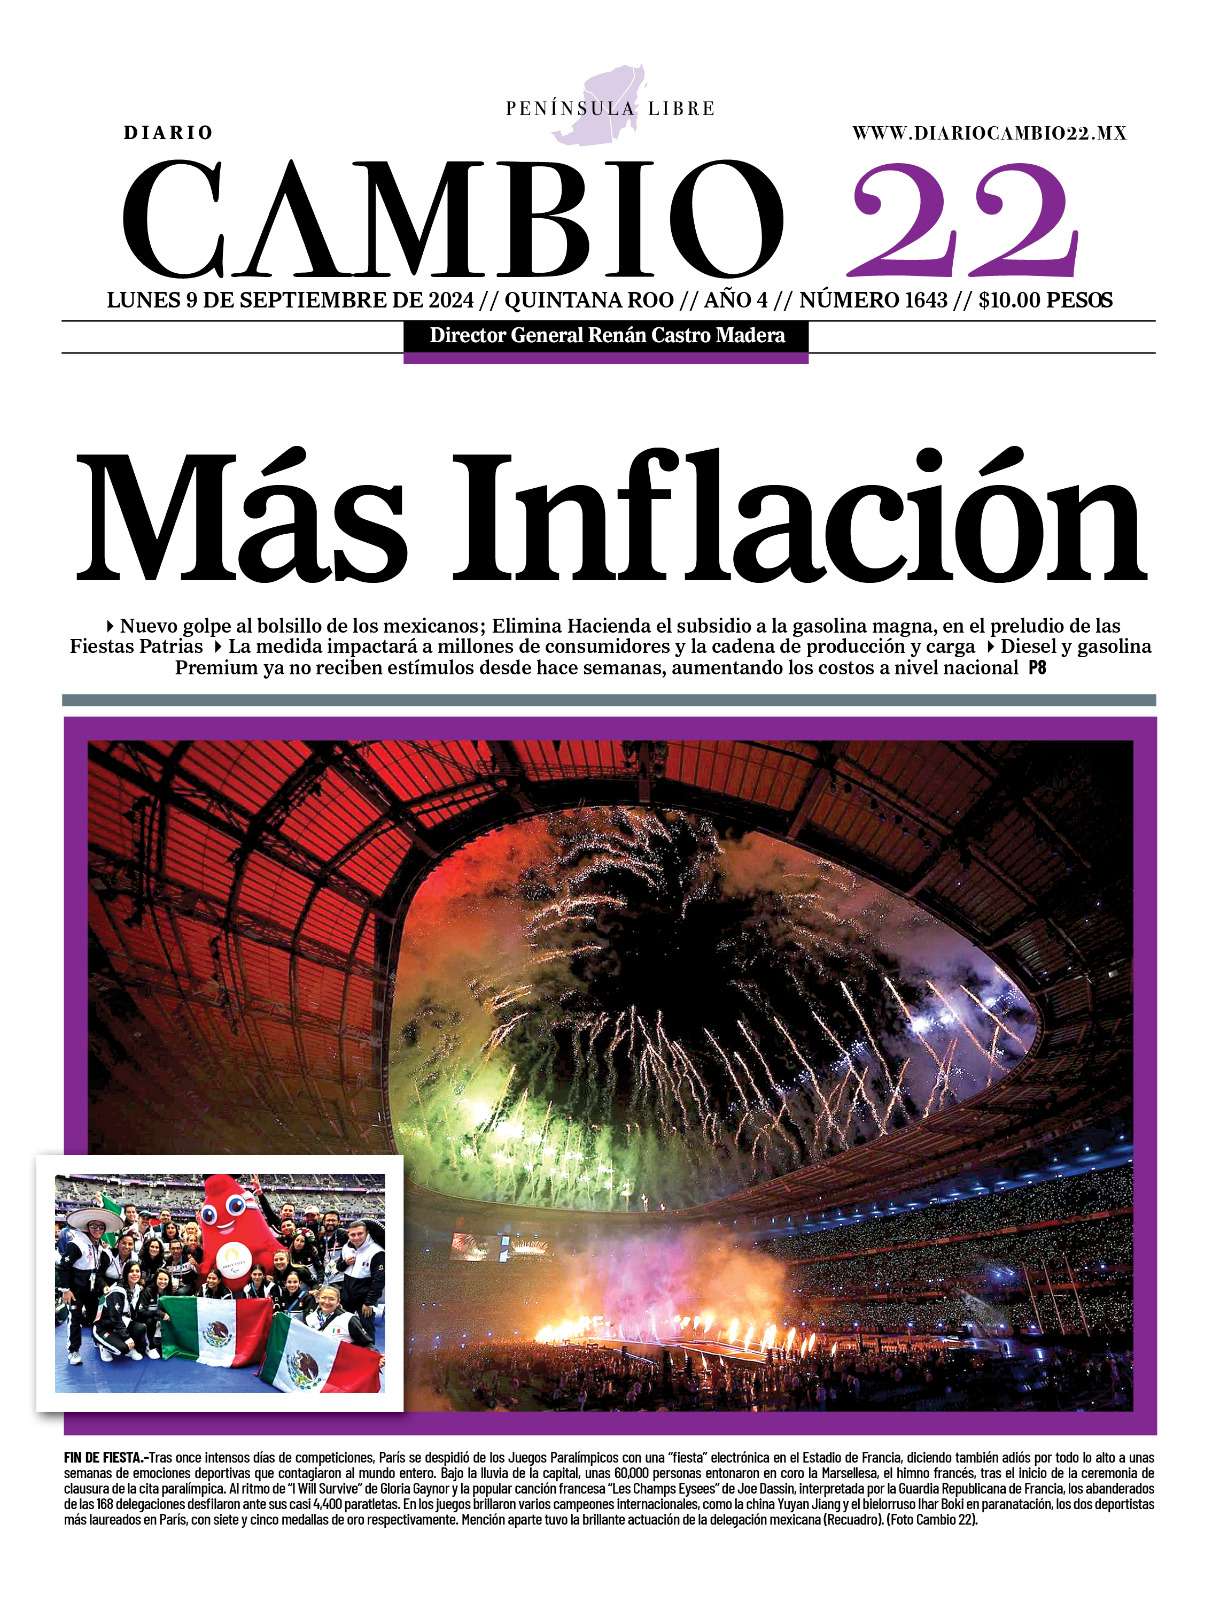 PENÍNSULA LIBRE
DIARIO
WWW.DIARIOCAMBIO22.MX
CAMBIO 22
LUNES 9 DE SEPTIEMBRE DE 2024 // QUINTANA ROO // AÑO 4 // NÚMERO 1643 // $10.00 PESOS
Director General Renán Castro Madera
Más Inflación
Nuevo golpe al bolsillo de los mexicanos; Elimina Hacienda el subsidio a la gasolina magna, en el preludio de las
Fiestas Patrias La medida impactará a millones de consumidores y la cadena de producción y carga Diesel y gasolina
Premium ya no reciben estímulos desde hace semanas, aumentando los costos a nivel nacional P8
FIN DE FIESTA.-Tras once intensos días de competiciones, París se despidió de los Juegos Paralímpicos con una "fiesta" electrónica en el Estadio de Francia, diciendo también adiós por todo lo alto a unas
semanas de emociones deportivas que contagiaron al mundo entero. Bajo la lluvia de la capital, unas 60,000 personas entonaron en coro la Marsellesa, el himno francés, tras el inicio de la ceremonia de
clausura de la cita paralímpica. Al ritmo de "I Will Survive" de Gloria Gaynor y la popular canción francesa "Les Champs Eysees" de Joe Dassin, interpretada por la Guardia Republicana de Francia, los abanderados
de las 168 delegaciones desfilaron ante sus casi 4,400 paratletas. En los juegos brillaron varios campeones internacionales, como la china Yuyan Jiang y el bielorruso Ihar Boki en paranatación, los dos deportistas
más laureados en París, con siete y cinco medallas de oro respectivamente. Mención aparte tuvo la brillante actuación de la delegación mexicana (Recuadro). (Foto Cambio 22).